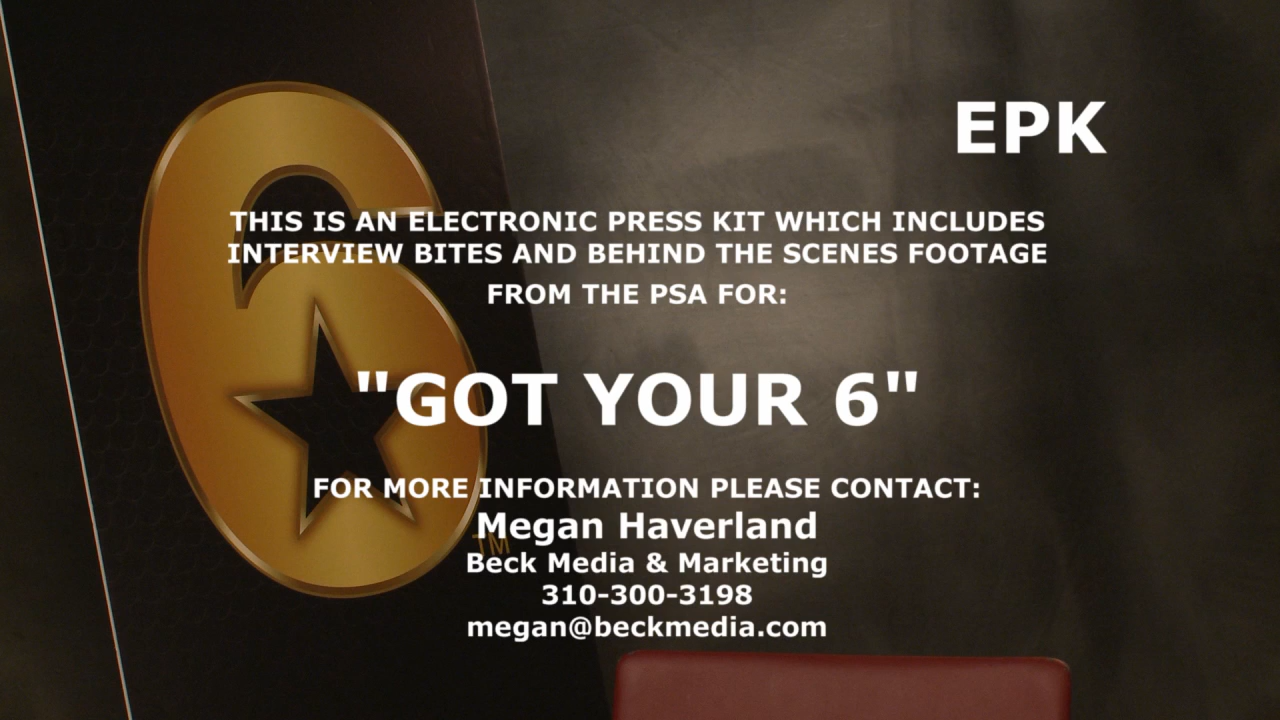 EPK
THIS IS AN ELECTRONIC PRESS KIT WHICH INCLUDES
INTERVIEW BITES AND BEHIND THE SCENES FOOTAGE
FROM THE PSA FOR:
"GOT YOUR 6"
FOR MORE INFORMATION PLEASE CONTACT:
Megan Haverland
TM
Beck Media & Marketing
310-300-3198
megan@beckmedia.com
6